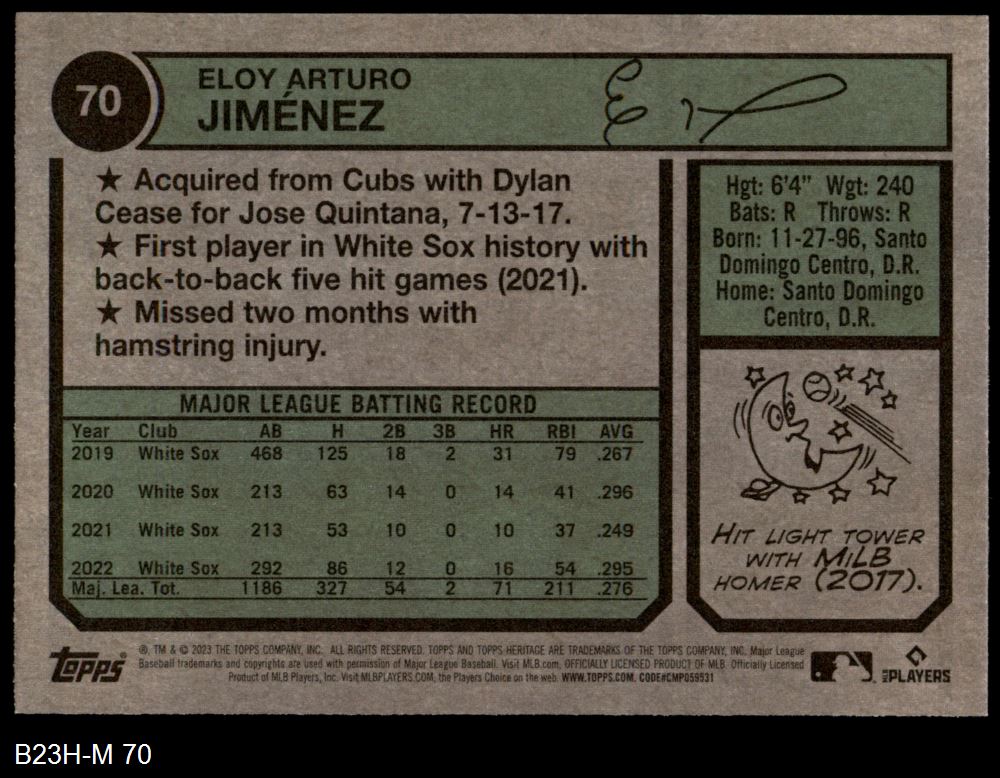 70
ELOY ARTURO
JIMÉNEZ
★ Acquired from Cubs with Dylan
Cease for Jose Quintana, 7-13-17.
★ First player in White Sox history with
back-to-back five hit games (2021).
★ Missed two months with
hamstring injury.
Hgt: 6'4" Wgt: 240
Bats: R Throws: R
Born: 11-27-96, Santo
Domingo Centro, D.R.
Home: Santo Domingo
Centro, D.R.
MAJOR LEAGUE BATTING RECORD
Year Club AB H 2B 3B HR RBI AVG
2019 White Sox 468 125 18 2 31 79 .267
2020 White Sox 213 63 14 0 14 41 .296
2021 White Sox 213 53 10 0 10 37 .249
2022 White Sox 292 86 12 0 16 54 .295
Maj. Lea. Tot. 1186 327 54 2 71 211 .276
HIT LIGHT TOWER
WITH MiLB
HOMER (2017).
topps
®, TM & © 2023 THE TOPPS COMPANY, INC. ALL RIGHTS RESERVED. TOPPS AND TOPPS HERITAGE ARE TRADEMARKS OF THE TOPPS COMPANY, INC. Major League
Baseball trademarks and copyrights are used with permission of Major League Baseball. Visit MLB.com. OFFICIALLY LICENSED PRODUCT OF MLB. Officially Licensed
Product of MLB Players, Inc. Visit MLBPLAYERS.COM, the Players Choice on the web. WWW.TOPPS.COM. CODE#CMP059531
MLB PLAYERS
B23H-M 70